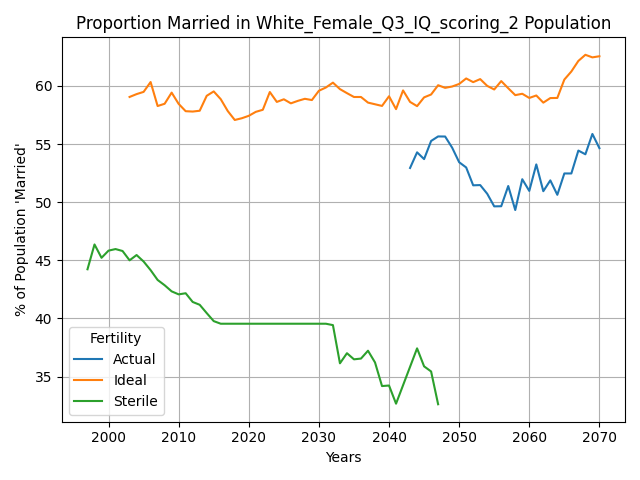 Proportion Married in White_Female_Q3_IQ_scoring_2 Population
% of Population 'Married'
60
55
50
45
40
35
Fertility
Actual
Ideal
Sterile
2000 2010 2020 2030 2040 2050 2060 2070
Years